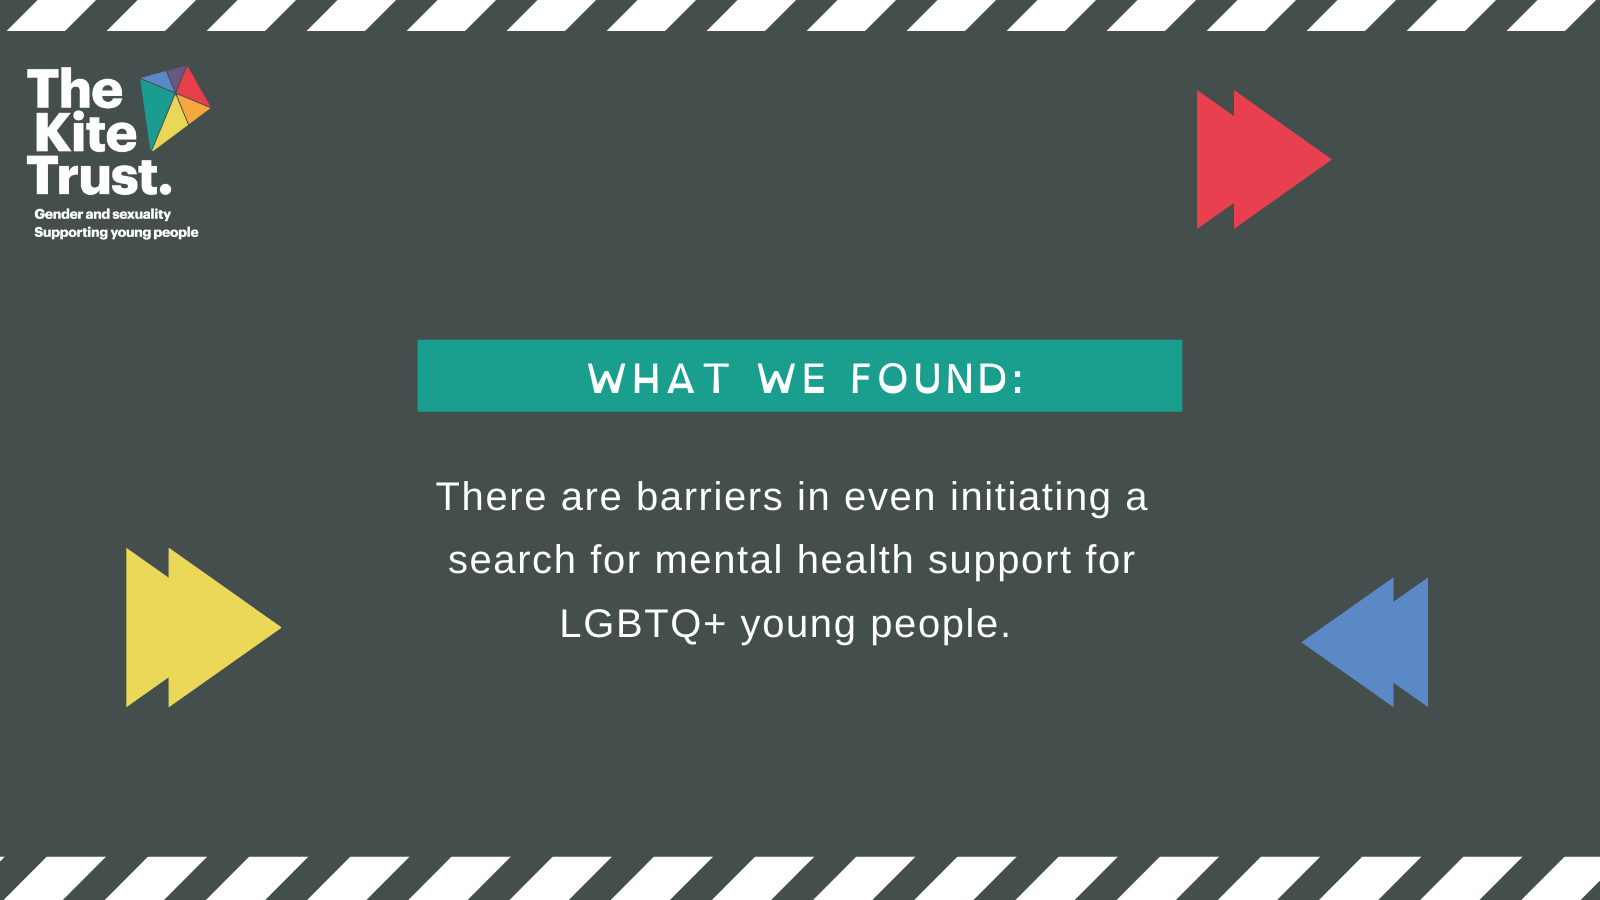 The
Kite
Trust.
Gender and sexuality
Supporting young people
WHAT WE FOUND:
There are barriers in even initiating a
search for mental health support for
LGBTQ+ young people.